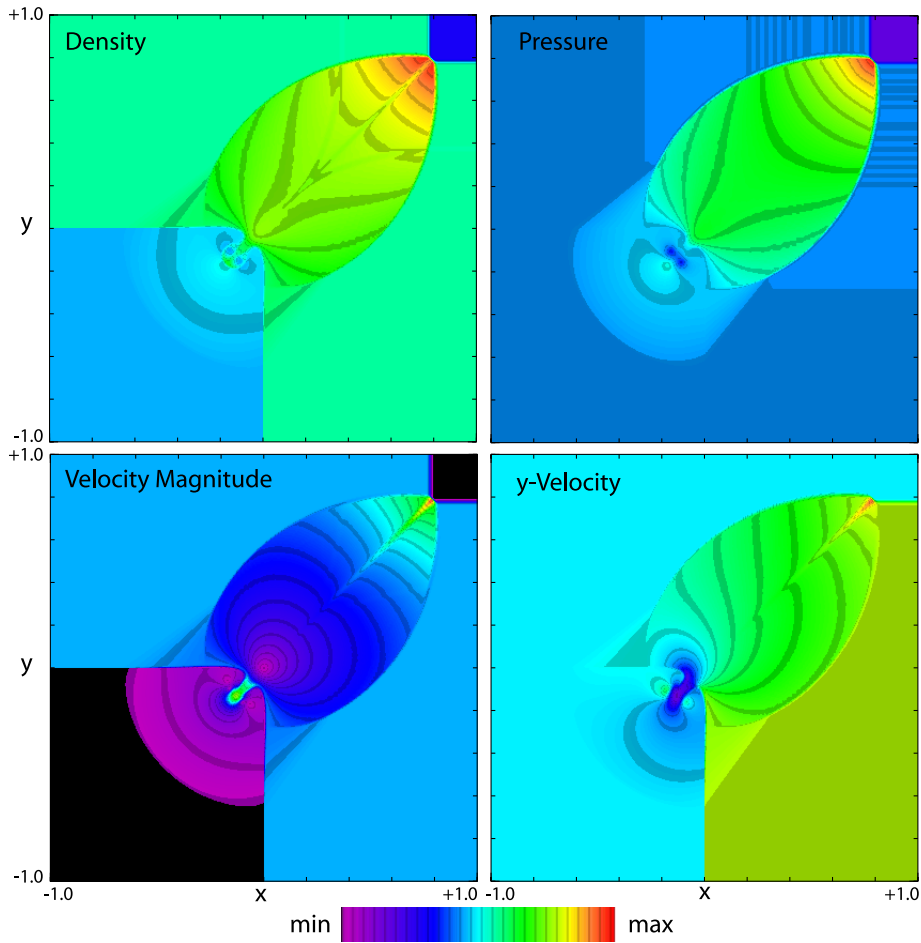 +1.0
Density
Pressure
y
-1.0
+1.0
Velocity Magnitude
y-Velocity
y
-1.0
-1.0
x
+1.0
-1.0
x
+1.0
min
max